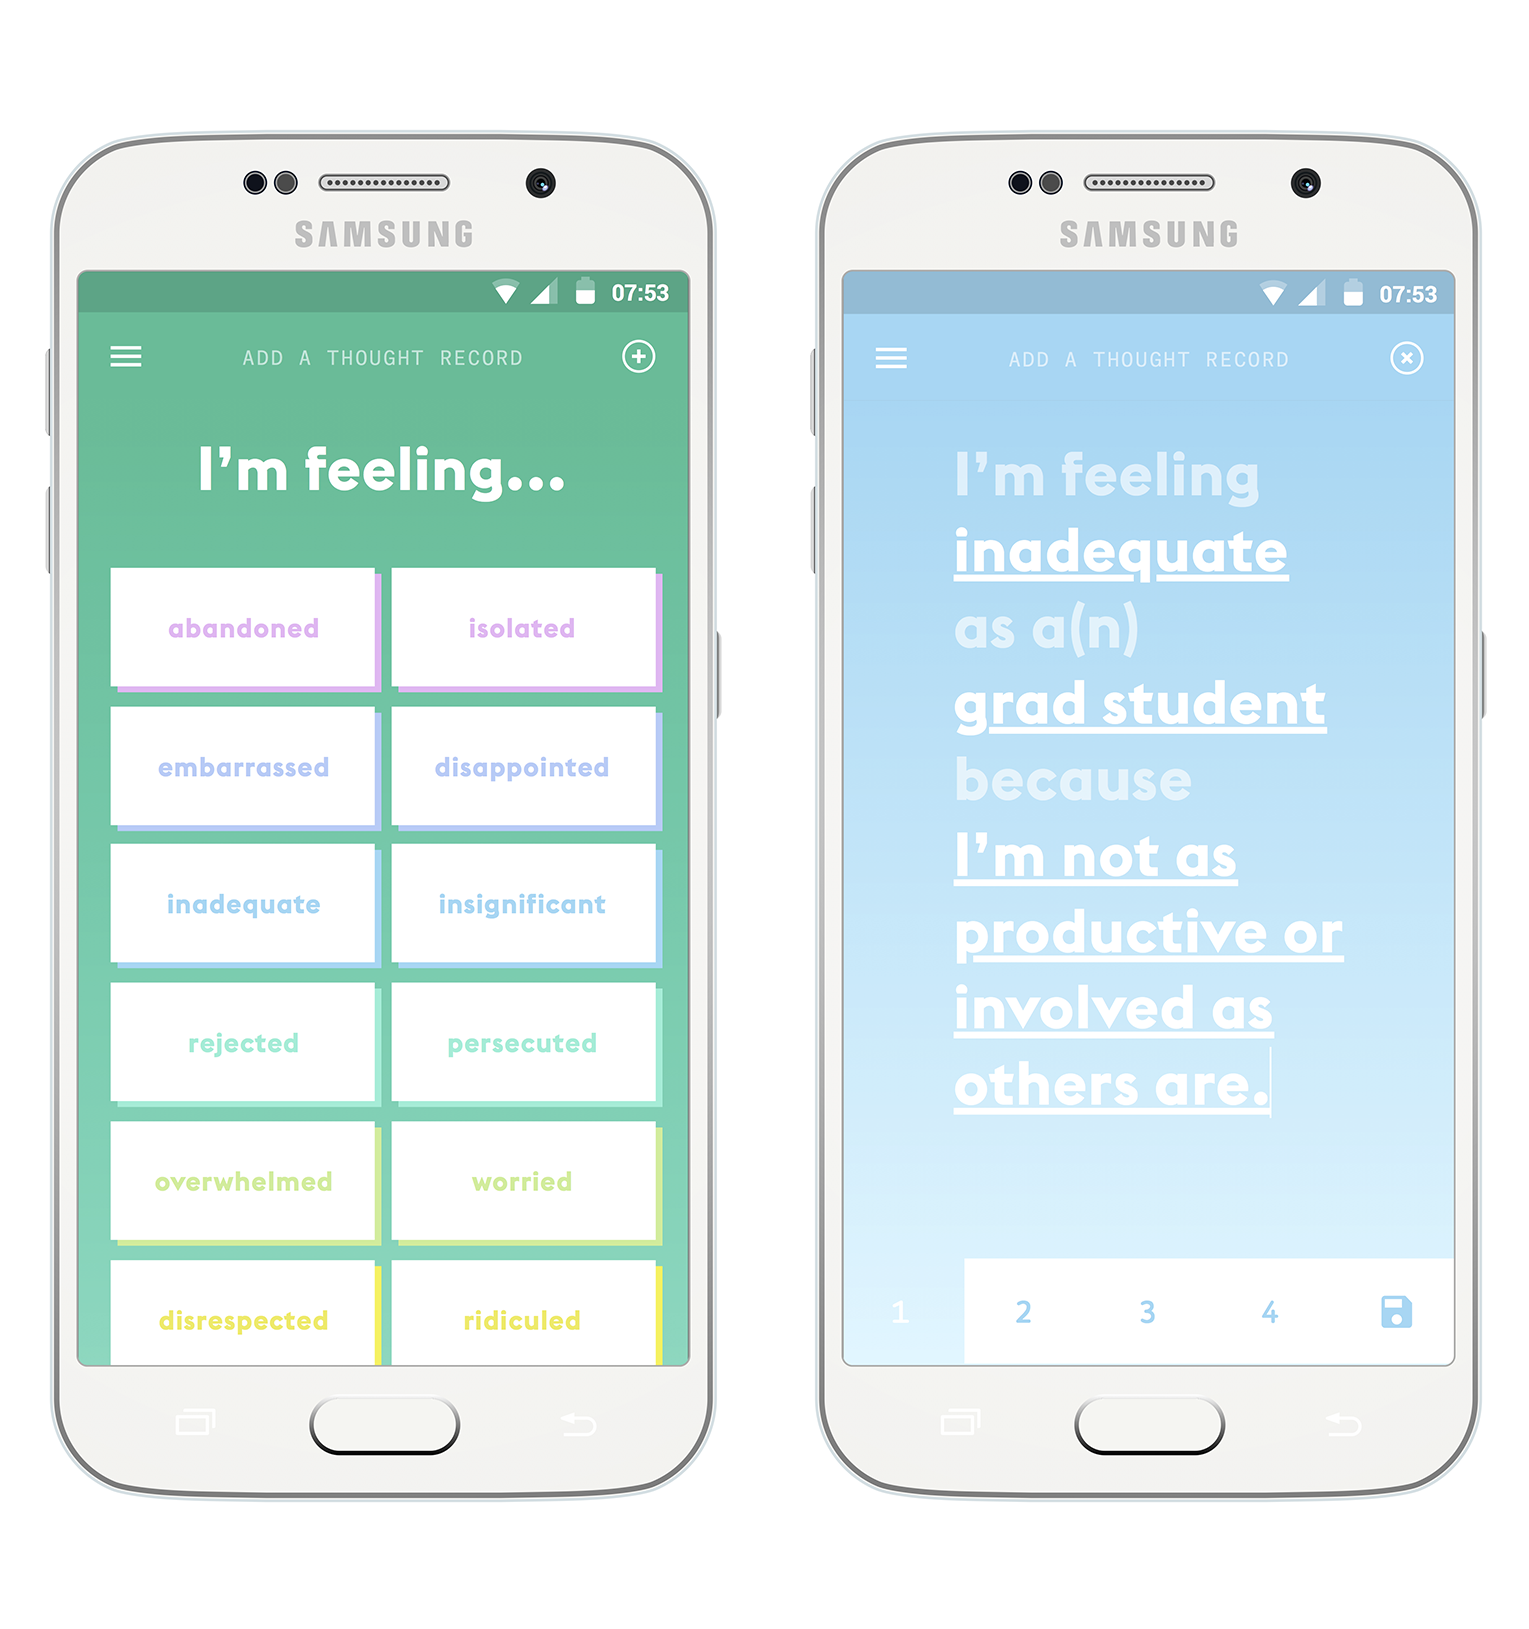 SAMSUNG
07:53
ADD A THOUGHT RECORD
I’m feeling...
abandoned
isolated
embarrassed
disappointed
inadequate
insignificant
rejected
persecuted
overwhelmed
worried
disrespected
ridiculed
SAMSUNG
07:53
ADD A THOUGHT RECORD
I’m feeling
inadequate
as a(n)
grad student
because
I’m not as
productive or
involved as
others are.
1 2 3 4